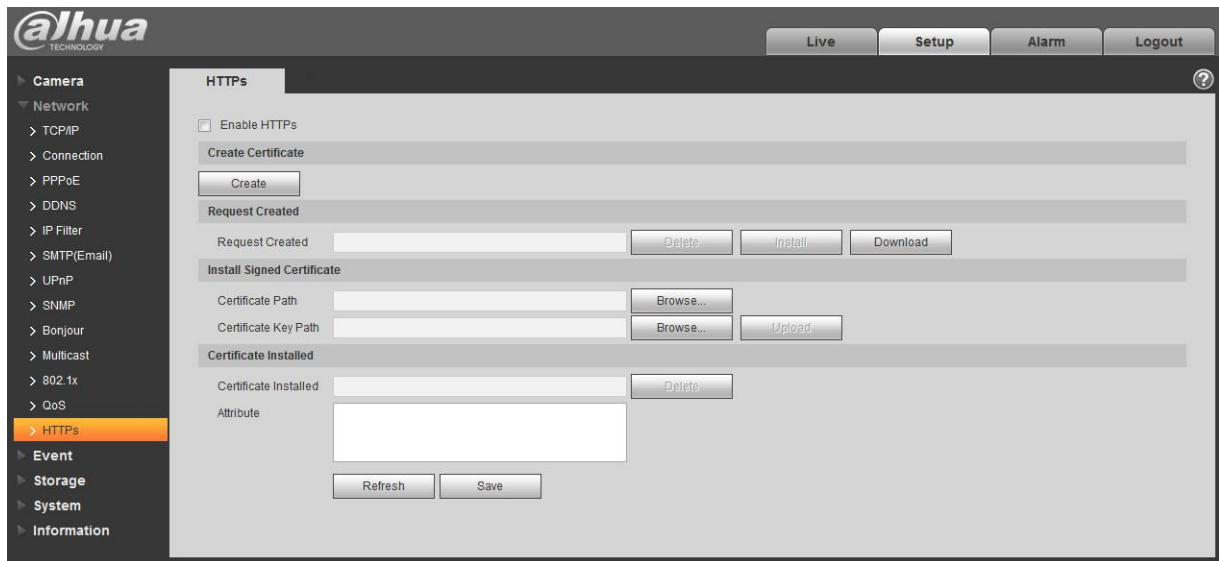 alhua
TECHNOLOGY
Live Setup Alarm Logout
Camera
Network
TCP/IP
Connection
PPPoE
DDNS
IP Filter
SMTP(Email)
UPnP
SNMP
Bonjour
Multicast
802.1x
QoS
HTTPs
Event
Storage
System
Information
HTTPs ?
Enable HTTPs
Create Certificate
Create
Request Created
Request Created Delete Install Download
Install Signed Certificate
Certificate Path Browse...
Certificate Key Path Browse... Upload
Certificate Installed
Certificate Installed Delete
Attribute
Refresh Save